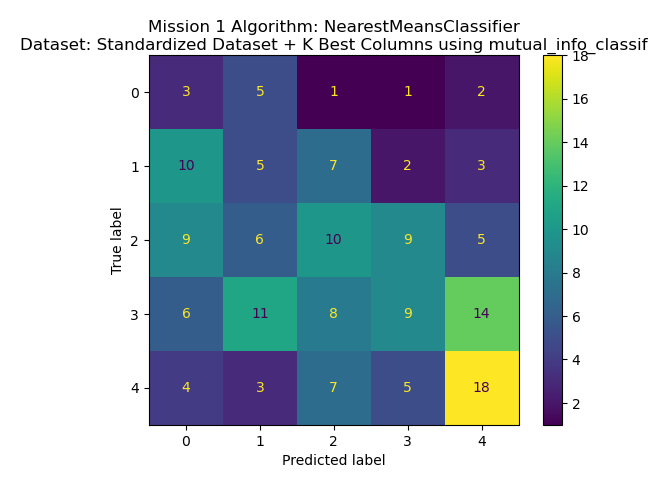 Mission 1 Algorithm: NearestMeansClassifier
Dataset: Standardized Dataset + K Best Columns using mutual_info_classif
True label
0 3 5 1 1 2
1 10 5 7 2 3
2 9 6 10 9 5
3 6 11 8 9 14
4 4 3 7 5 18
0 1 2 3 4
Predicted label
18
16
14
12
10
8
6
4
2